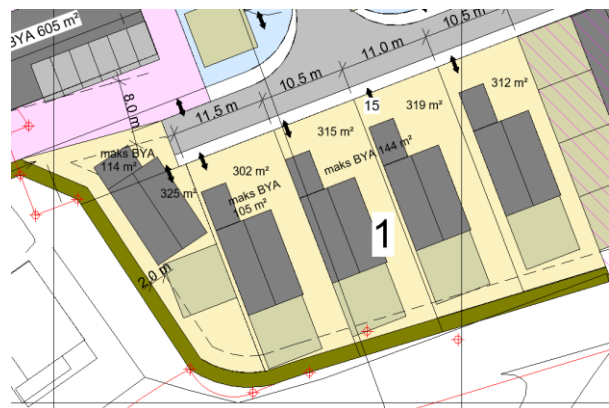 BYA 605 m²
10.5 m
11.0 m
10.5 m
11.5 m
8.0 m
312 m²
15
319 m²
315 m²
maks BYA 144 m²
maks BYA
114 m²
302 m²
325 m²
maks BYA
105 m²
1
2.0 m